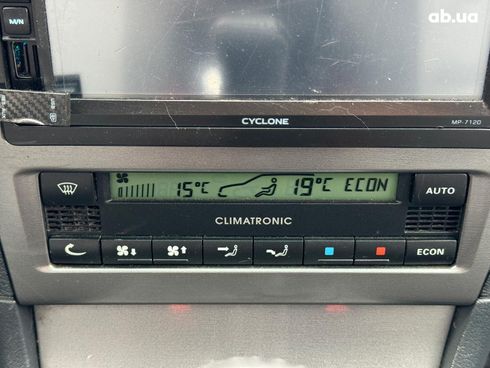 ab.ua
M/N
CYCLONE
MP-7120
15°C 19°C ECON
AUTO
CLIMATRONIC
ECON